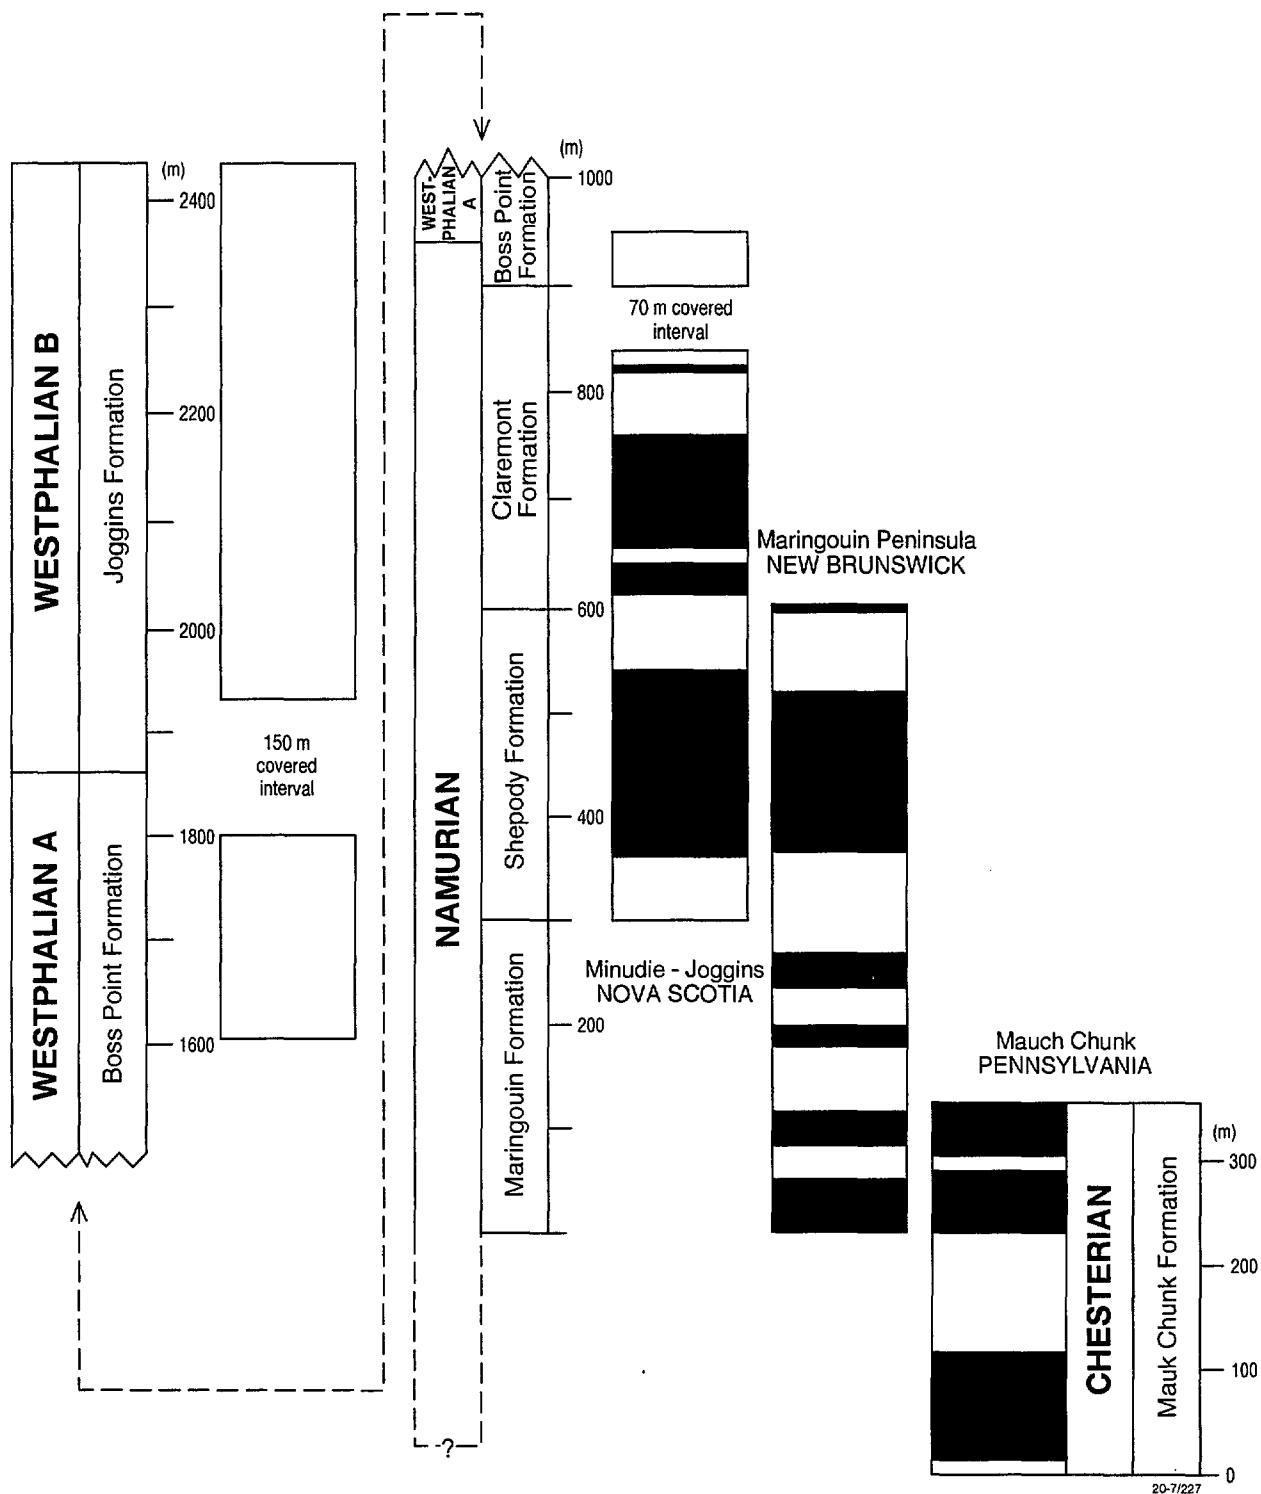 (m)
2400
2200
2000
1800
1600
WESTPHALIAN B
Joggins Formation
WESTPHALIAN A
Boss Point Formation
150 m
covered
interval
(m)
1000
800
600
400
200
WEST-
PHALIAN
A
NAMURIAN
Boss Point
Formation
Claremont
Formation
Shepody Formation
Maringouin Formation
-?-
70 m covered
interval
Minudie - Joggins
NOVA SCOTIA
Maringouin Peninsula
NEW BRUNSWICK
Mauch Chunk
PENNSYLVANIA
CHESTERIAN
Mauk Chunk Formation
(m)
300
200
100
0
20-7/227